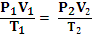 P₁V₁ = P₂V₂
T₁ T₂